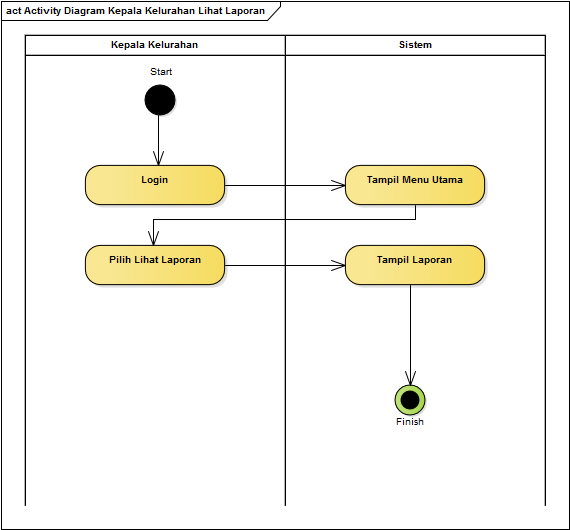 act Activity Diagram Kepala Kelurahan Lihat Laporan
Kepala Kelurahan
Sistem
Start
Login
Tampil Menu Utama
Pilih Lihat Laporan
Tampil Laporan
Finish